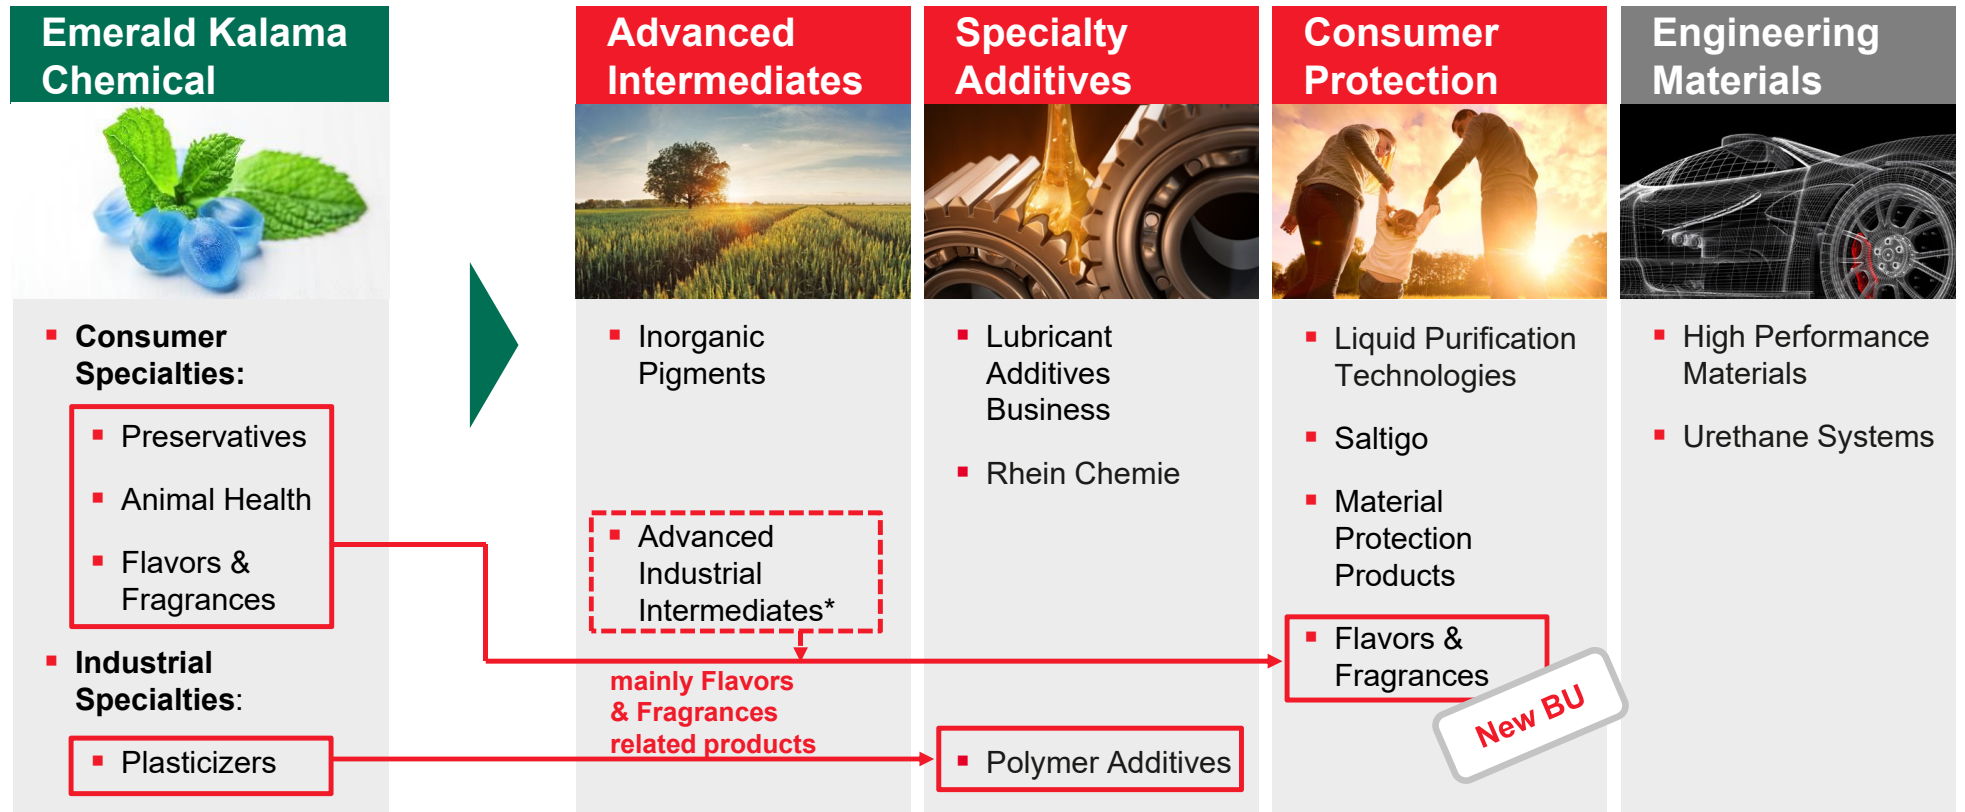 Emerald Kalama
Chemical
Consumer
Specialties:
Preservatives
Animal Health
Flavors &
Fragrances
Industrial
Specialties:
Plasticizers
Advanced
Intermediates
Inorganic
Pigments
Advanced
Industrial
Intermediates*
mainly Flavors
& Fragrances
related products
Specialty
Additives
Lubricant
Additives
Business
Rhein Chemie
Polymer Additives
Consumer
Protection
Liquid Purification
Technologies
Saltigo
Material
Protection
Products
Flavors &
Fragrances
New BU
Engineering
Materials
High Performance
Materials
Urethane Systems